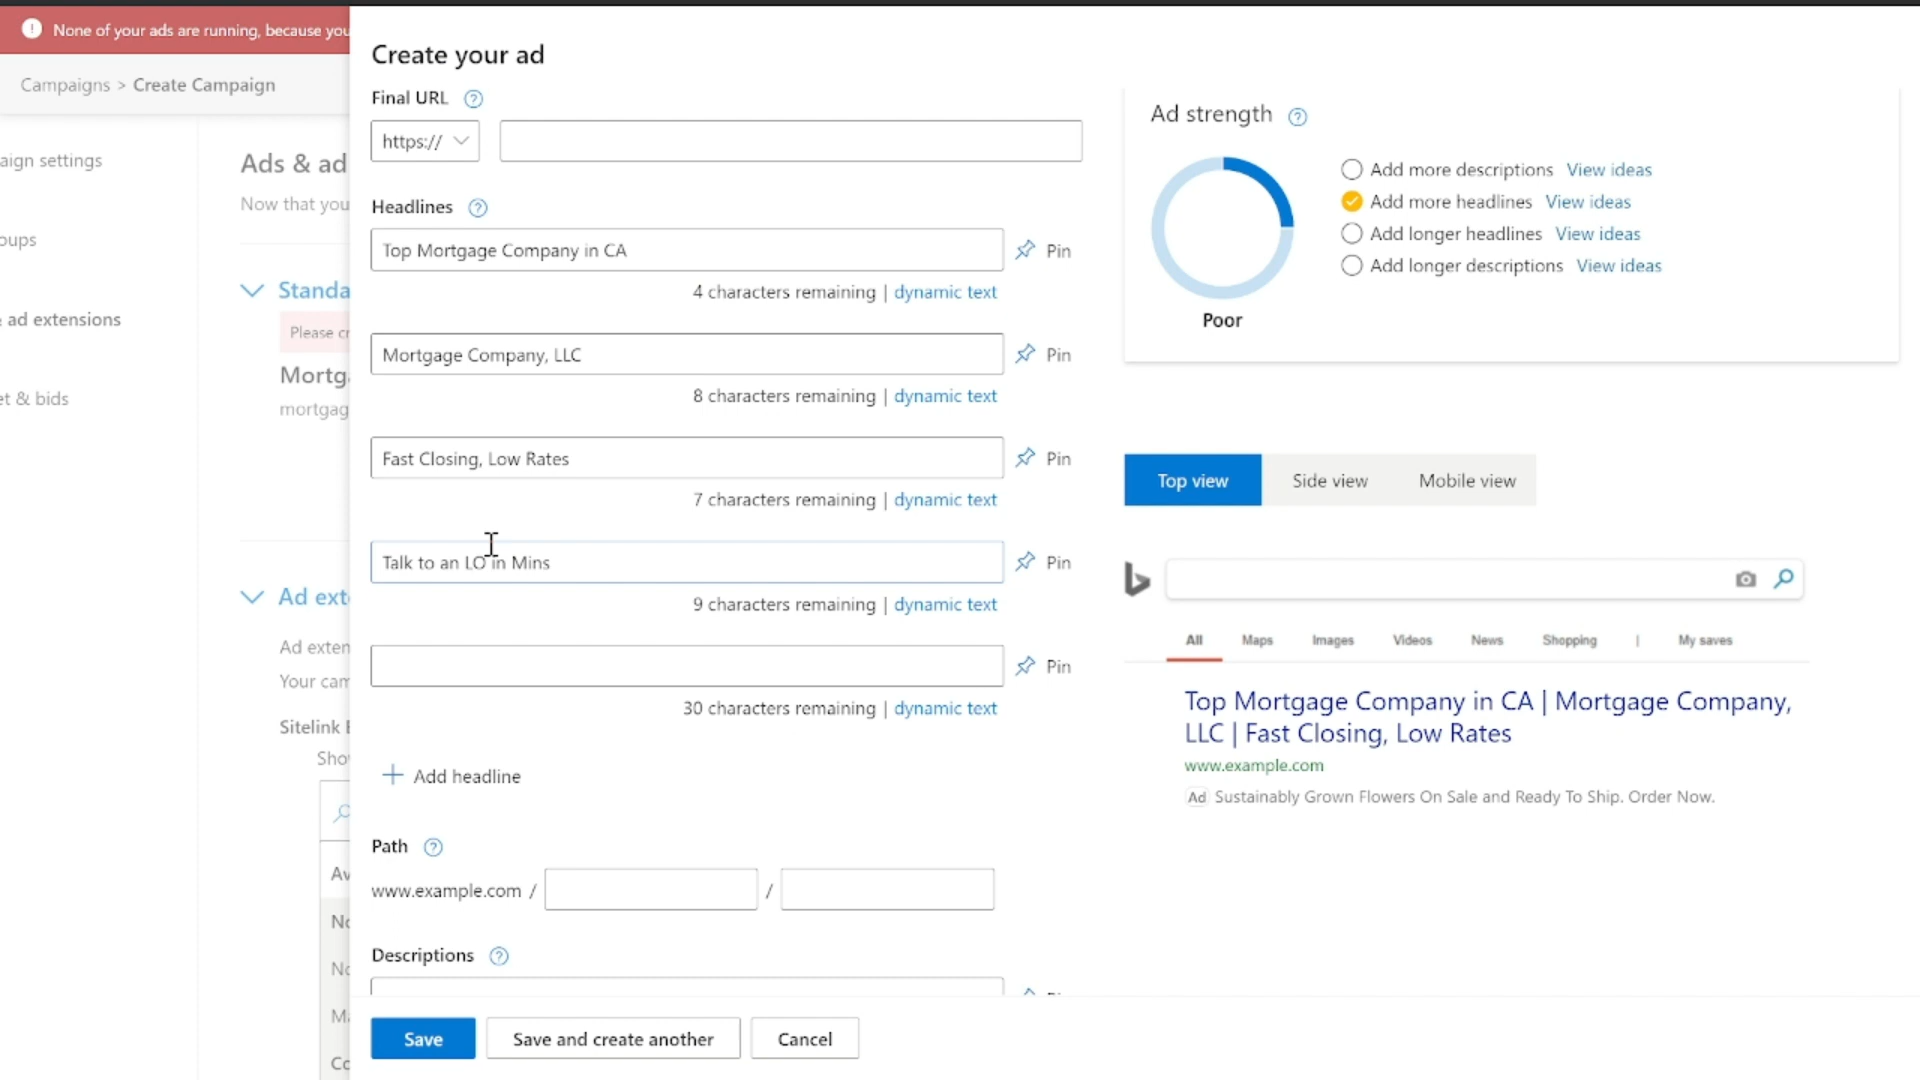 None of your ads are running, because you
Create your ad
Campaigns > Create Campaign
Final URL
https://
Ad strength
Add more descriptions View ideas
Add more headlines View ideas
Add longer headlines View ideas
Add longer descriptions View ideas
Poor
aign settings
Ads & ad
Now that you
Headlines
Top Mortgage Company in CA
Pin
4 characters remaining | dynamic text
oups
Standa
Please cr
& ad extensions
Mortgage Company, LLC
Pin
8 characters remaining | dynamic text
Mortga
mortgag
et & bids
Fast Closing, Low Rates
Pin
7 characters remaining | dynamic text
Top view
Side view
Mobile view
Talk to an LO in Mins
Pin
9 characters remaining | dynamic text
Ad exte
Ad exten
Your cam
Pin
30 characters remaining | dynamic text
All Maps Images Videos News Shopping | My saves
Top Mortgage Company in CA | Mortgage Company,
LLC | Fast Closing, Low Rates
www.example.com
Ad Sustainably Grown Flowers On Sale and Ready To Ship. Order Now.
Sitelink E
Sho
+ Add headline
Path
www.example.com / /
Av
No
No
Ma
Co
Descriptions
Save
Save and create another
Cancel